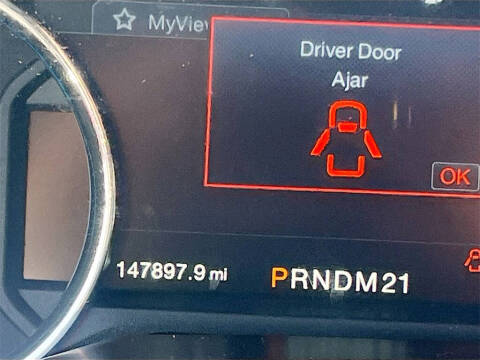 MyView
Driver Door
Ajar
OK
147897.9 mi
PRNDM21